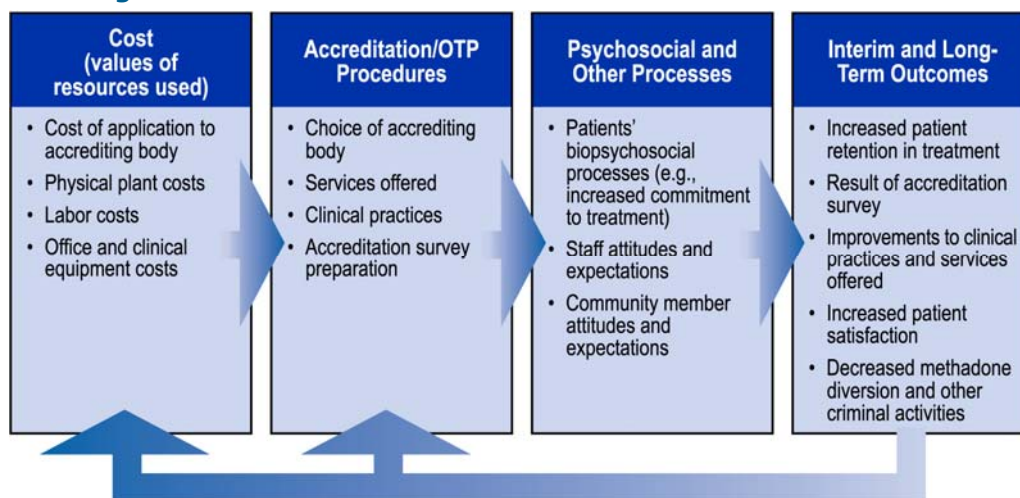 Cost
(values of
resources used)
• Cost of application to
accrediting body
• Physical plant costs
• Labor costs
• Office and clinical
equipment costs
Accreditation/OTP
Procedures
• Choice of accrediting
body
• Services offered
• Clinical practices
• Accreditation survey
preparation
Psychosocial and
Other Processes
• Patients'
biopsychosocial
processes (e.g.,
increased commitment
to treatment)
• Staff attitudes and
expectations
• Community member
attitudes and
expectations
Interim and Long-
Term Outcomes
• Increased patient
retention in treatment
• Result of accreditation
survey
• Improvements to clinical
practices and services
offered
• Increased patient
satisfaction
• Decreased methadone
diversion and other
criminal activities